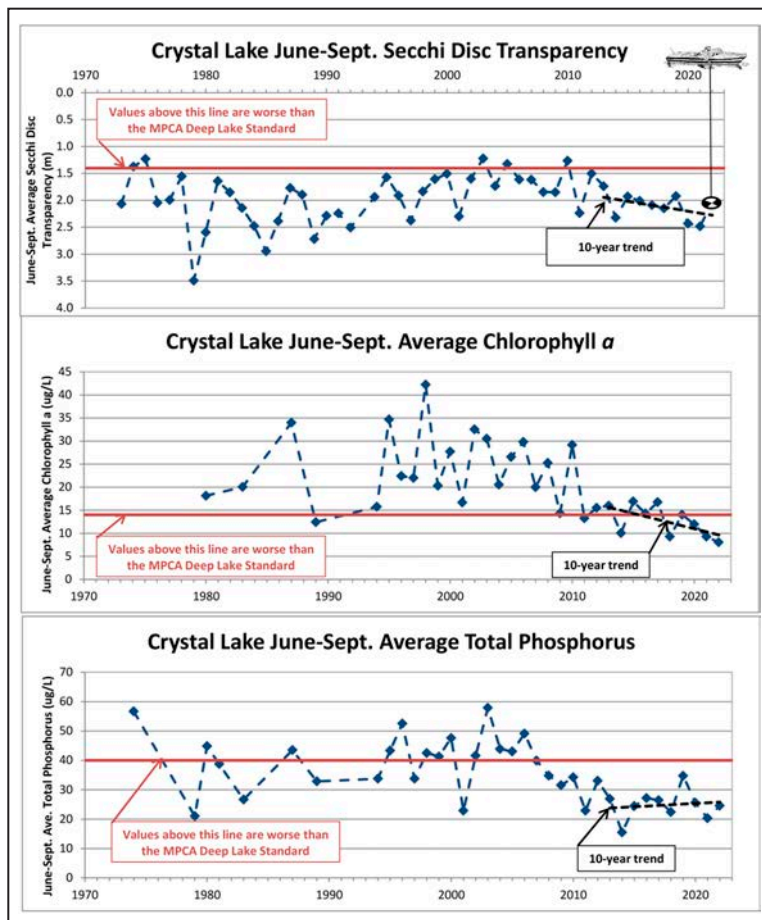 Crystal Lake June-Sept. Secchi Disc Transparency
1970 1980 1990 2000 2010 2020
June-Sept. Average Secchi Disc
Transparency (m)
0.0
0.5
1.0
1.5
2.0
2.5
3.0
3.5
4.0
Values above this line are worse than
the MPCA Deep Lake Standard
10-year trend
Crystal Lake June-Sept. Average Chlorophyll a
June-Sept. Average Chlorophyll a (ug/L)
45
40
35
30
25
20
15
10
5
0
Values above this line are worse than
the MPCA Deep Lake Standard
10-year trend
1970 1980 1990 2000 2010 2020
Crystal Lake June-Sept. Average Total Phosphorus
June-Sept. Ave. Total Phosphorus (ug/L)
70
60
50
40
30
20
10
0
Values above this line are worse than
the MPCA Deep Lake Standard
10-year trend
1970 1980 1990 2000 2010 2020